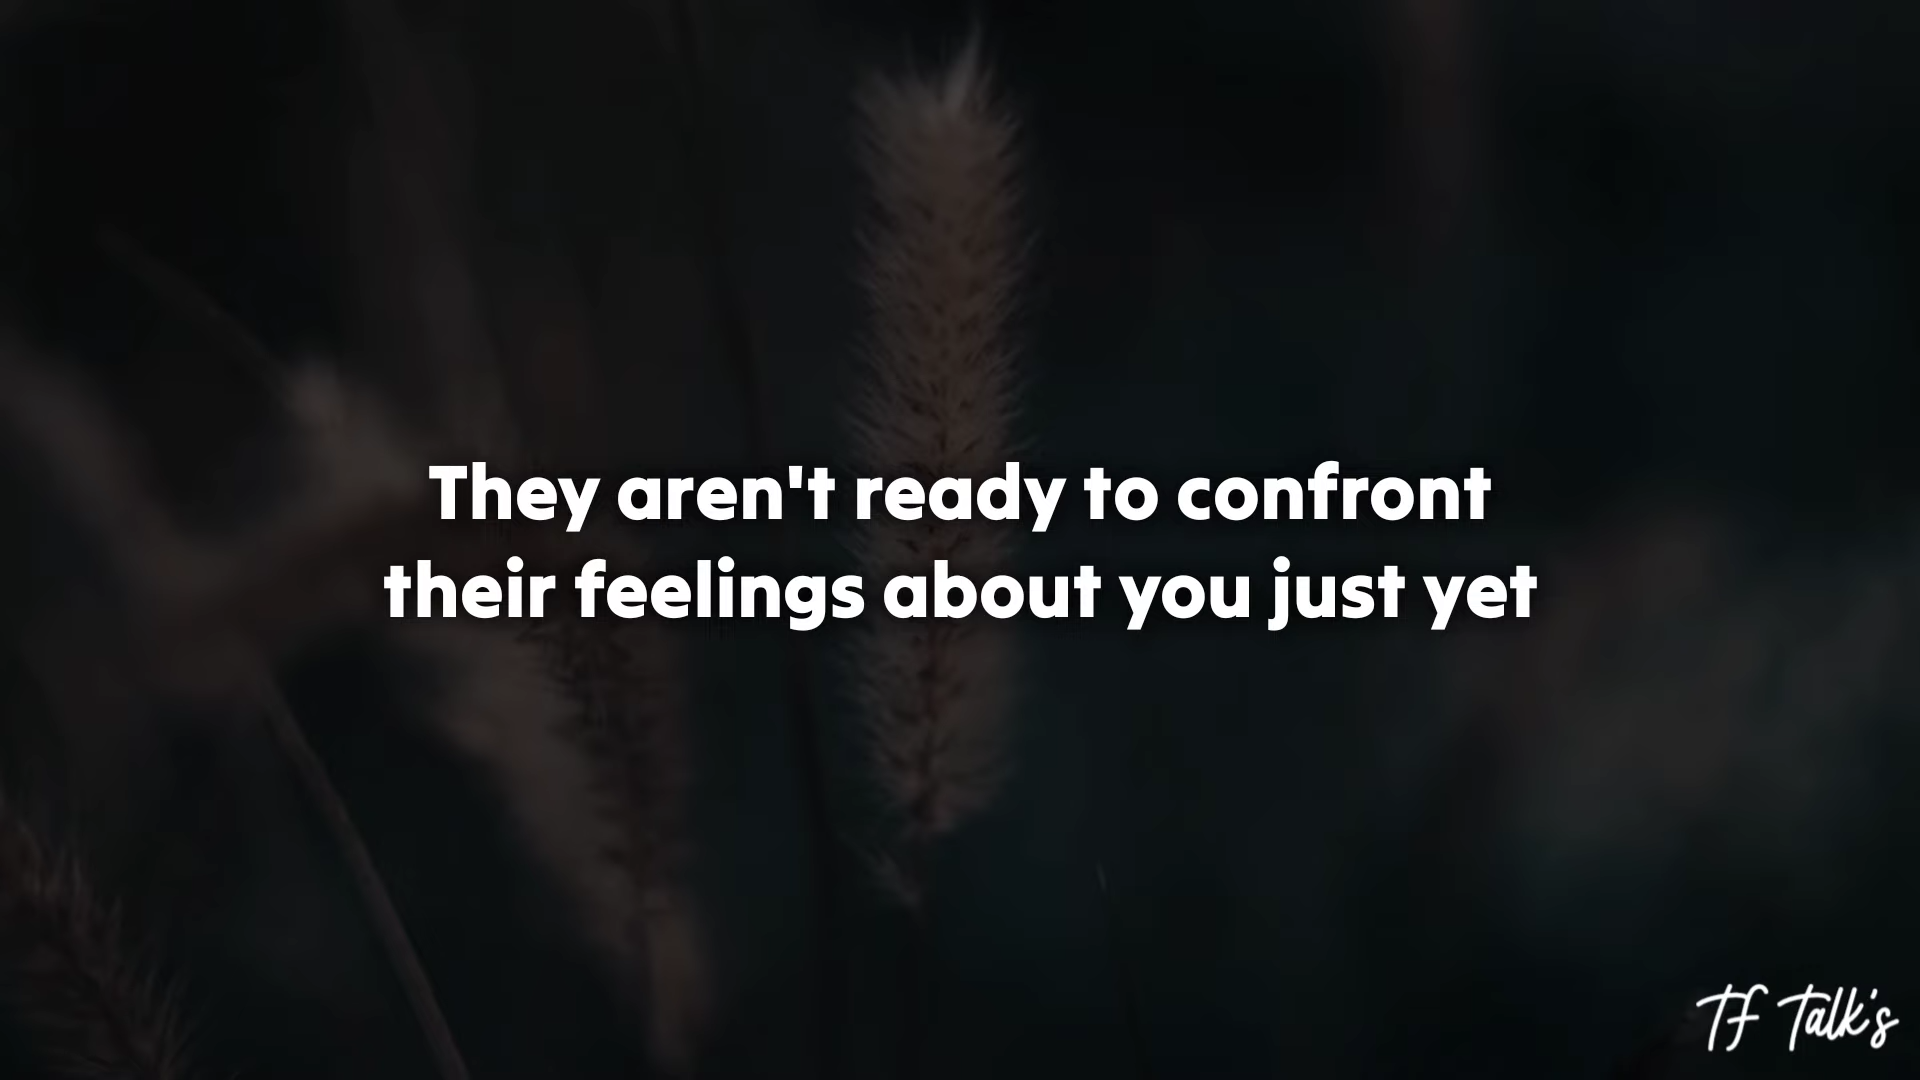 They aren't ready to confront
their feelings about you just yet
TF Talk's